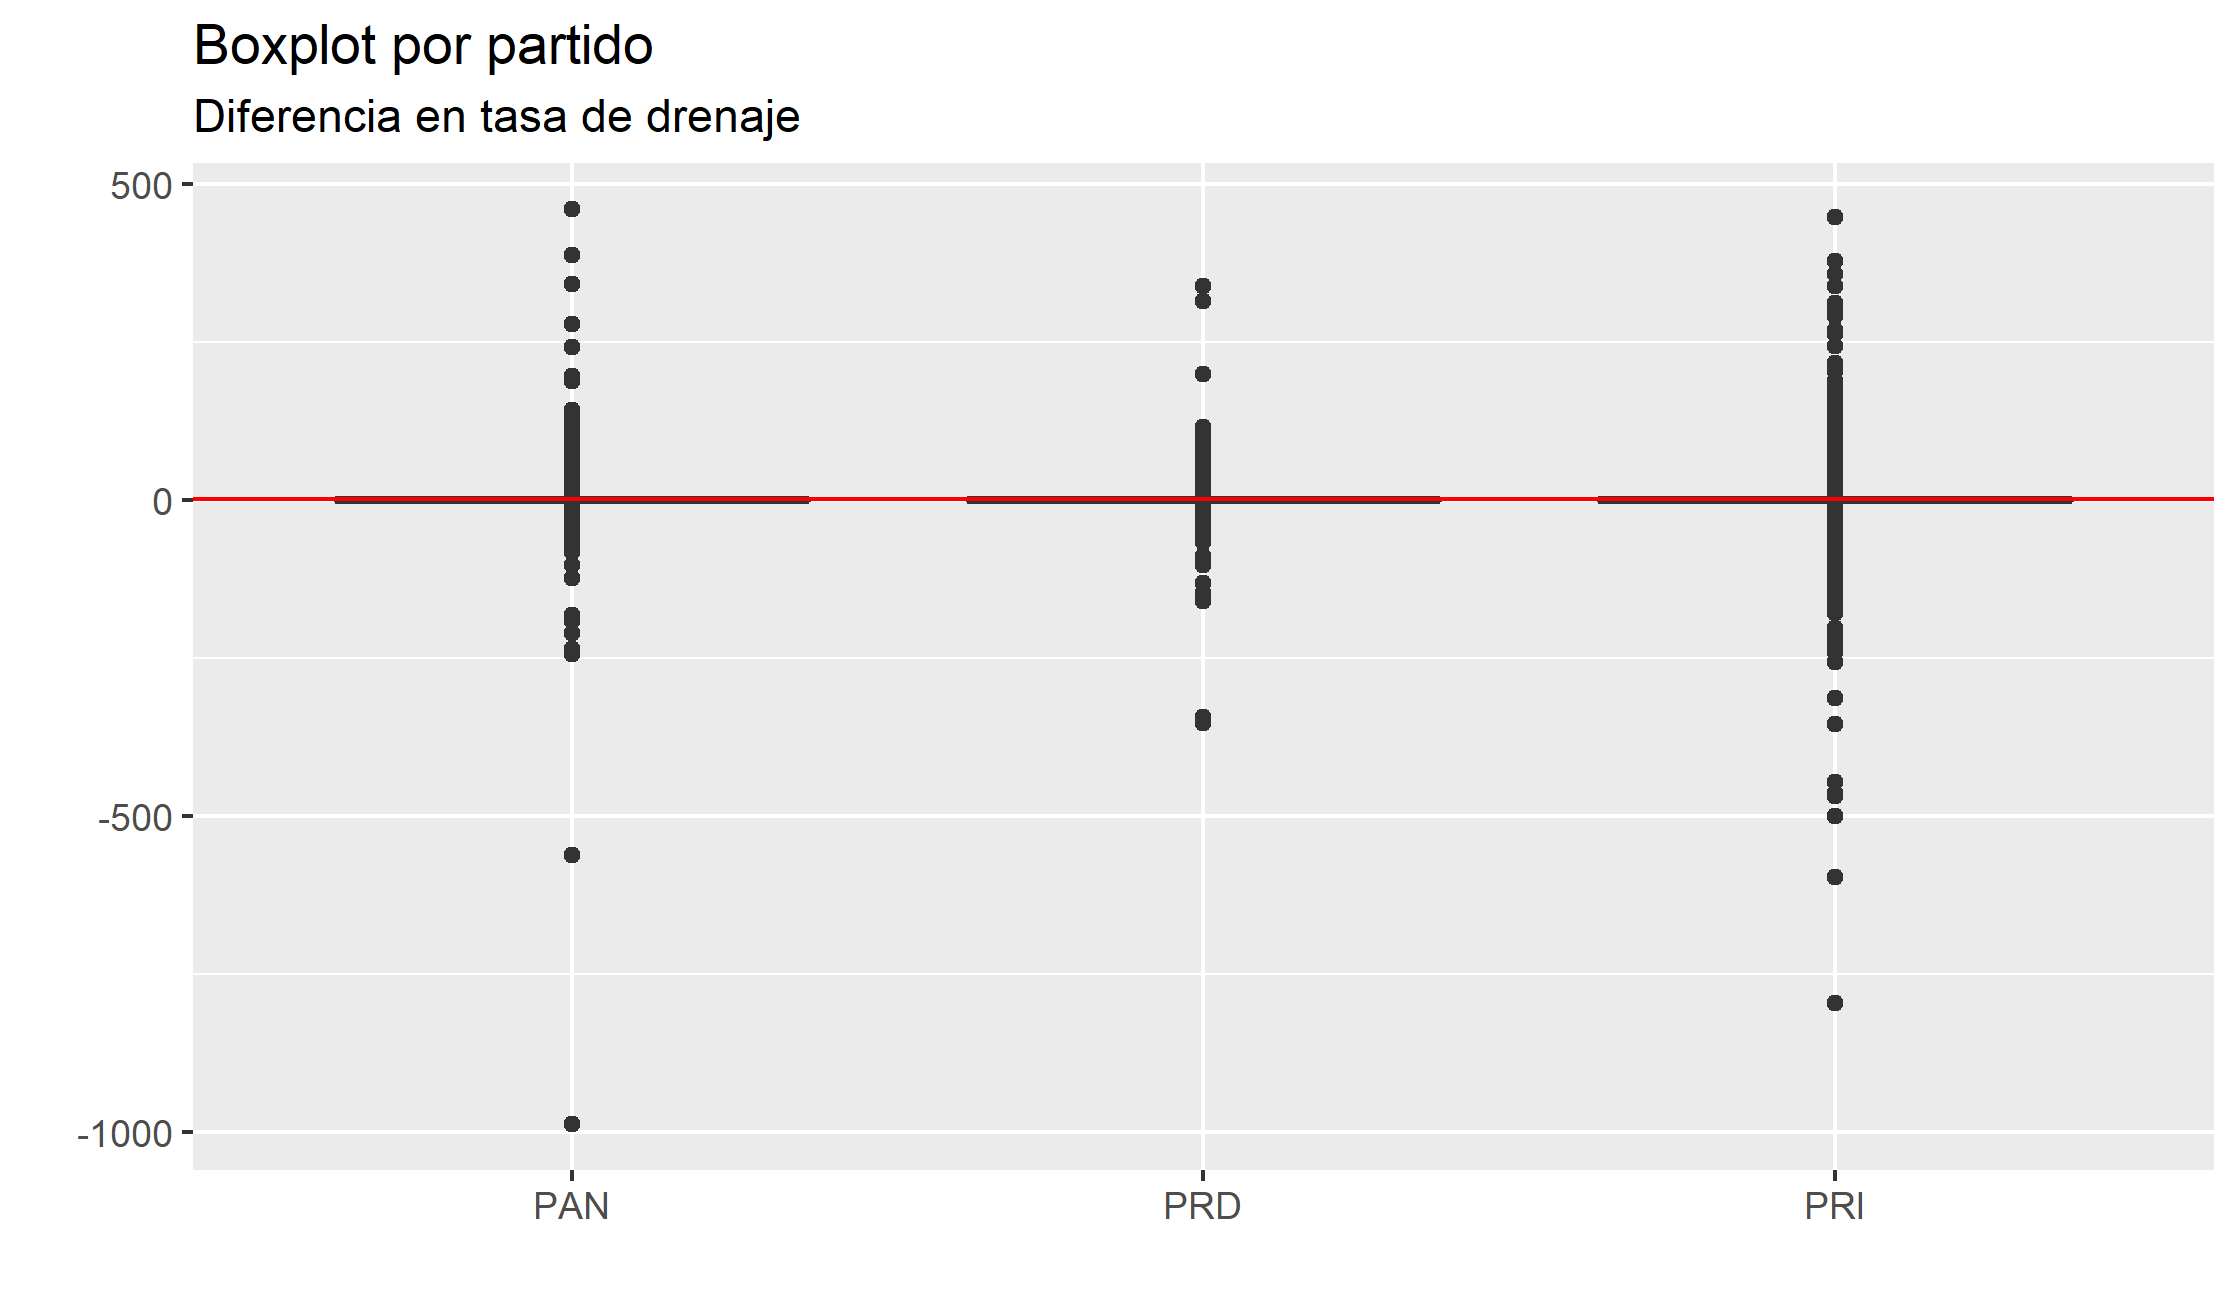 Boxplot por partido
Diferencia en tasa de drenaje
500
0
-500
-1000
PAN PRD PRI